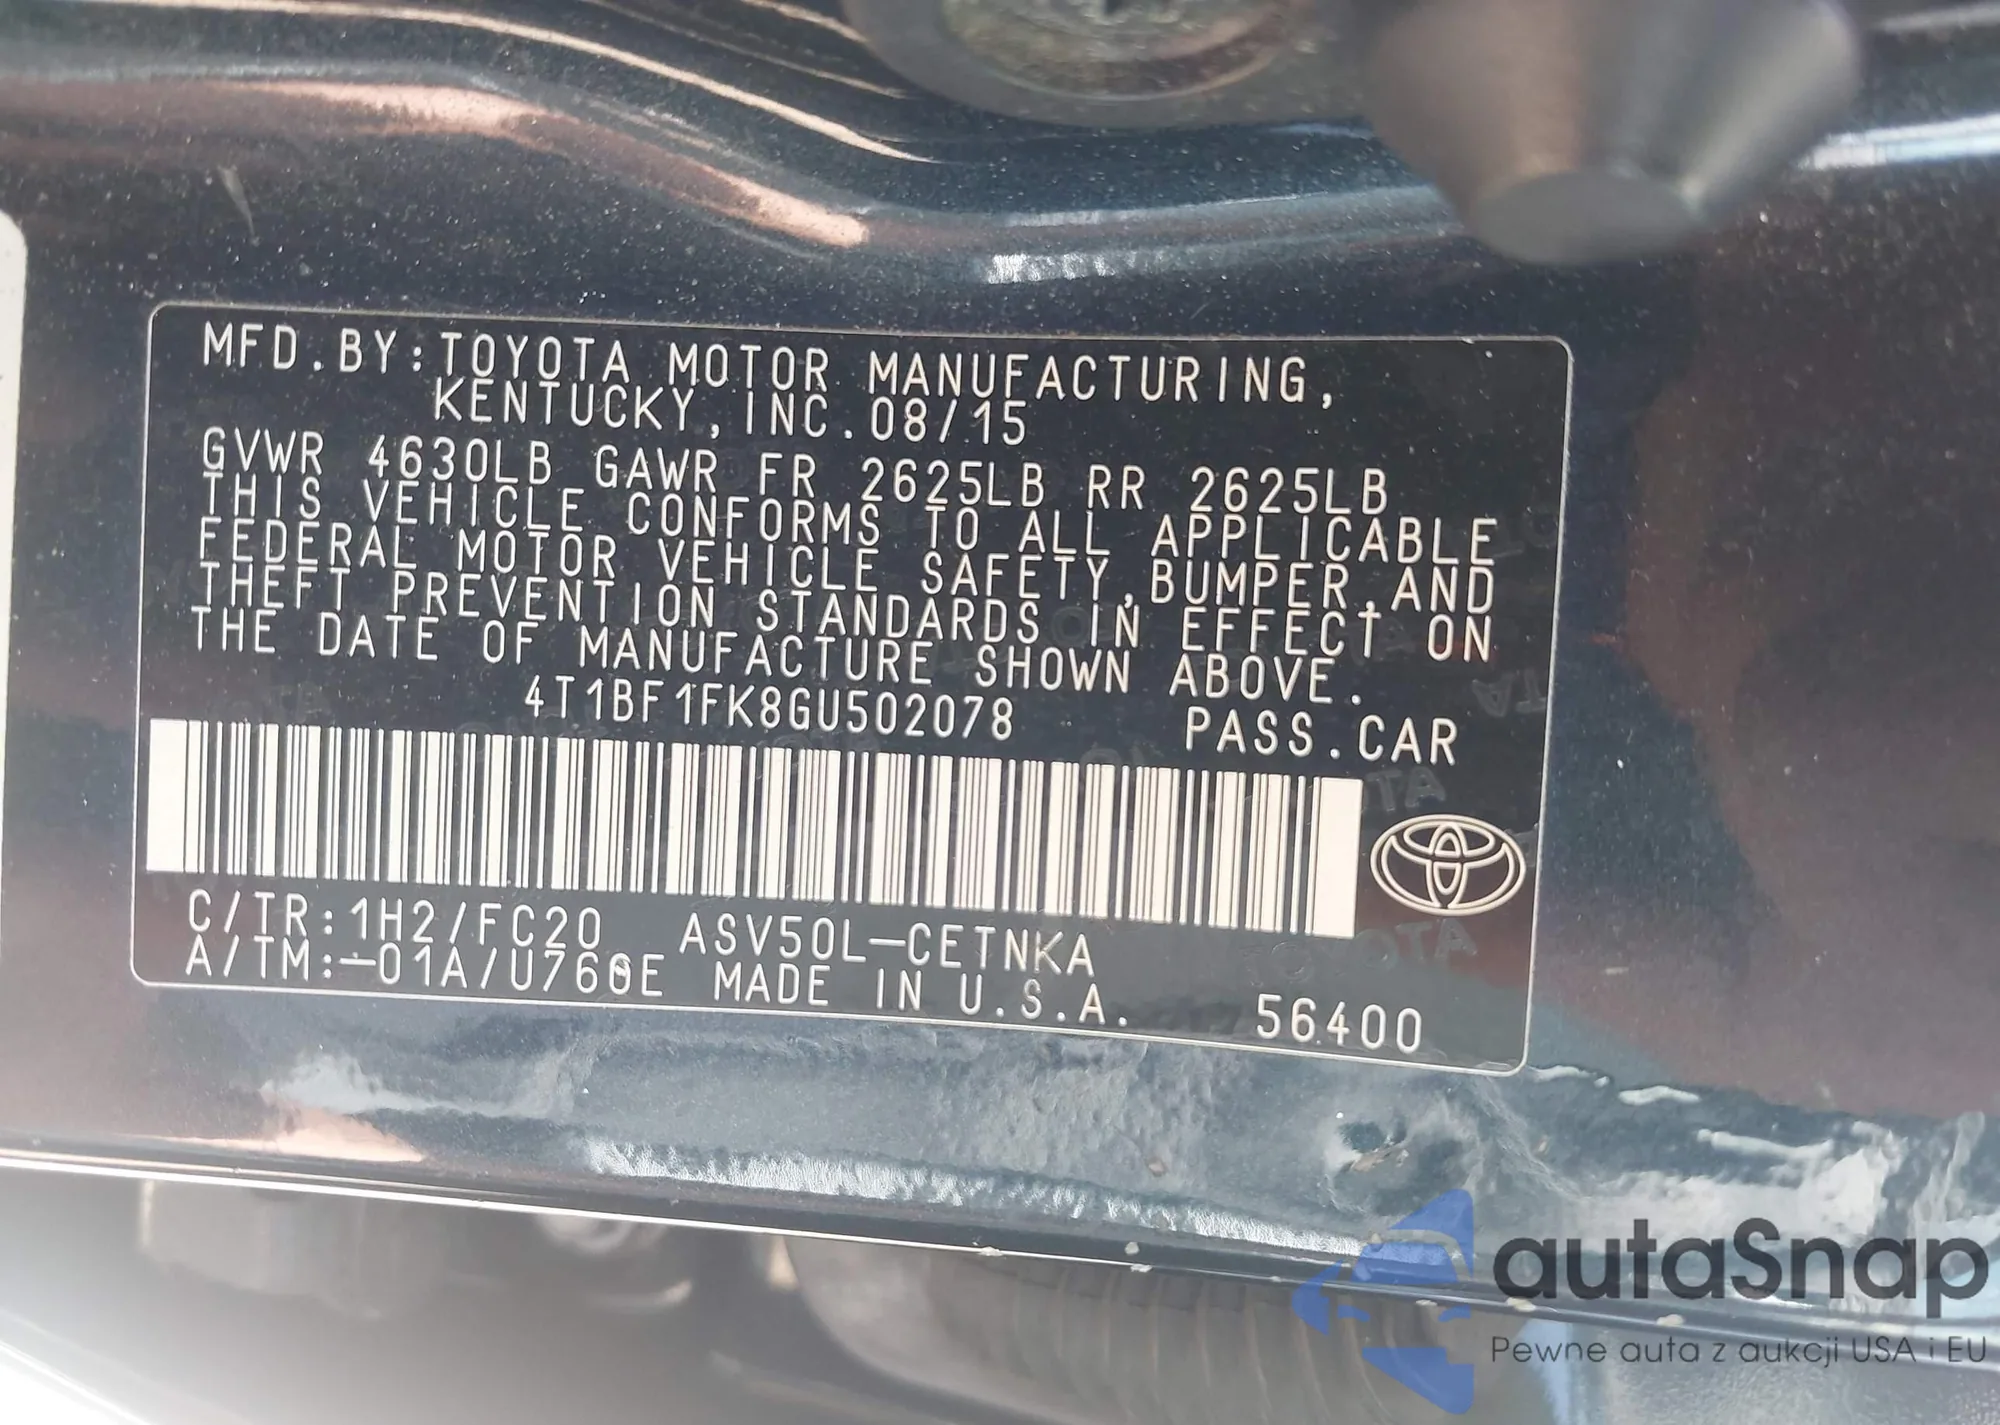 MFD.BY:TOYOTA MOTOR MANUFACTURING,
KENTUCKY,INC.08/15
GVWR 4630LB GAWR FR 2625LB RR 2625LB
THIS VEHICLE CONFORMS TO ALL APPLICABLE
FEDERAL MOTOR VEHICLE SAFETY,BUMPER,AND
THEFT PREVENTION STANDARDS IN EFFECT ON
THE DATE OF MANUFACTURE SHOWN ABOVE.
4T1BF1FK8GU502078 PASS.CAR
C/TR:1H2/FC20 ASV50L-CETNKA
A/TM:-01A/U760E MADE IN U.S.A. 56400
autaSnap
Pewne auta z aukcji USA i EU